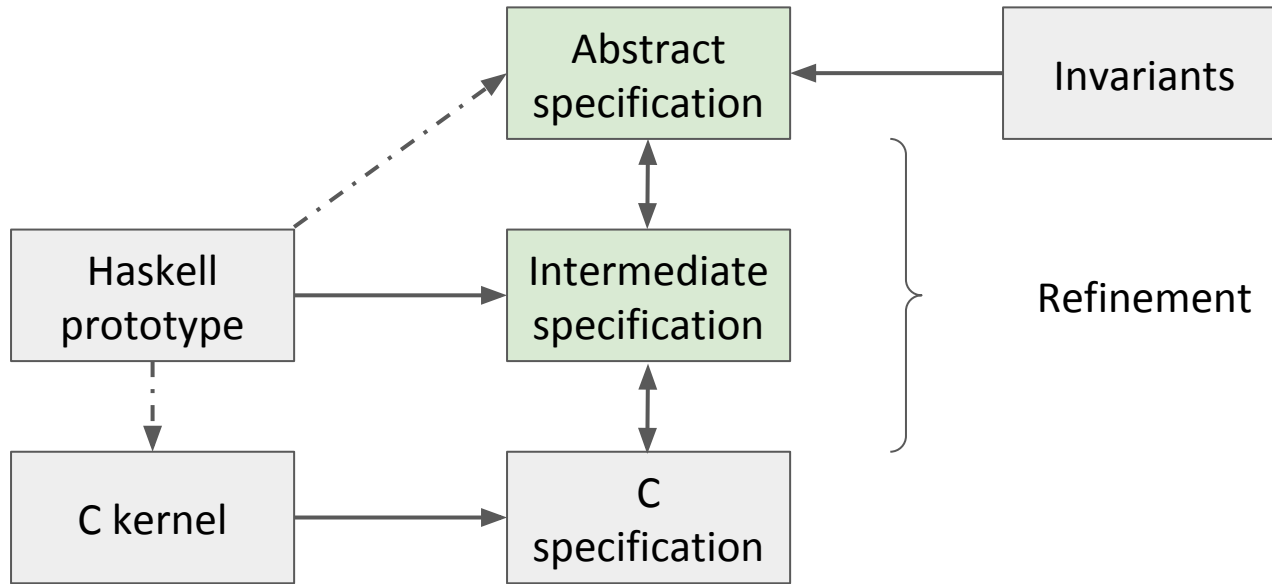 Abstract
specification
Invariants
Haskell
prototype
Intermediate
specification
Refinement
C kernel
C
specification